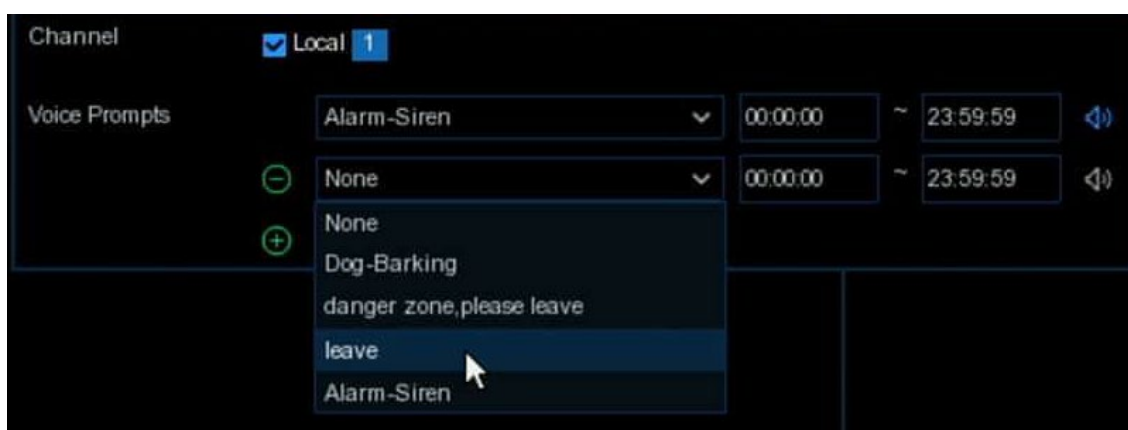 Channel Local 1
Voice Prompts Alarm-Siren 00:00:00 ~ 23:59:59
None 00:00:00 ~ 23:59:59
None
Dog-Barking
danger zone,please leave
leave
Alarm-Siren